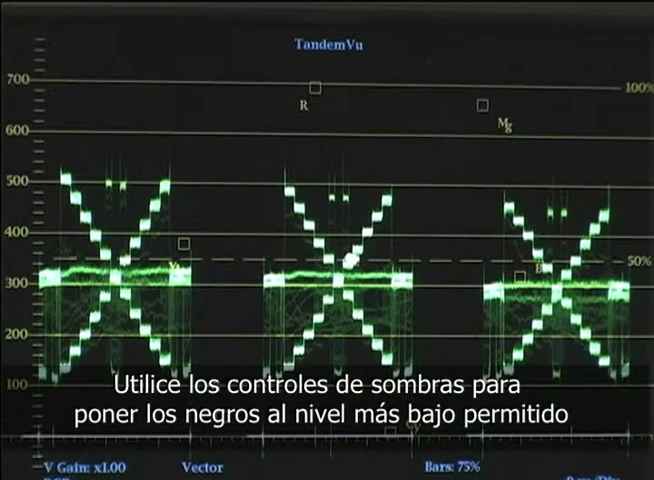 TandemVu
700
100%
R
Mg
600
500
400
Yl
B
50%
300
200
100
Utilice los controles de sombras para
poner los negros al nivel más bajo permitido
V Gain: x1.00 Vector Bars: 75%